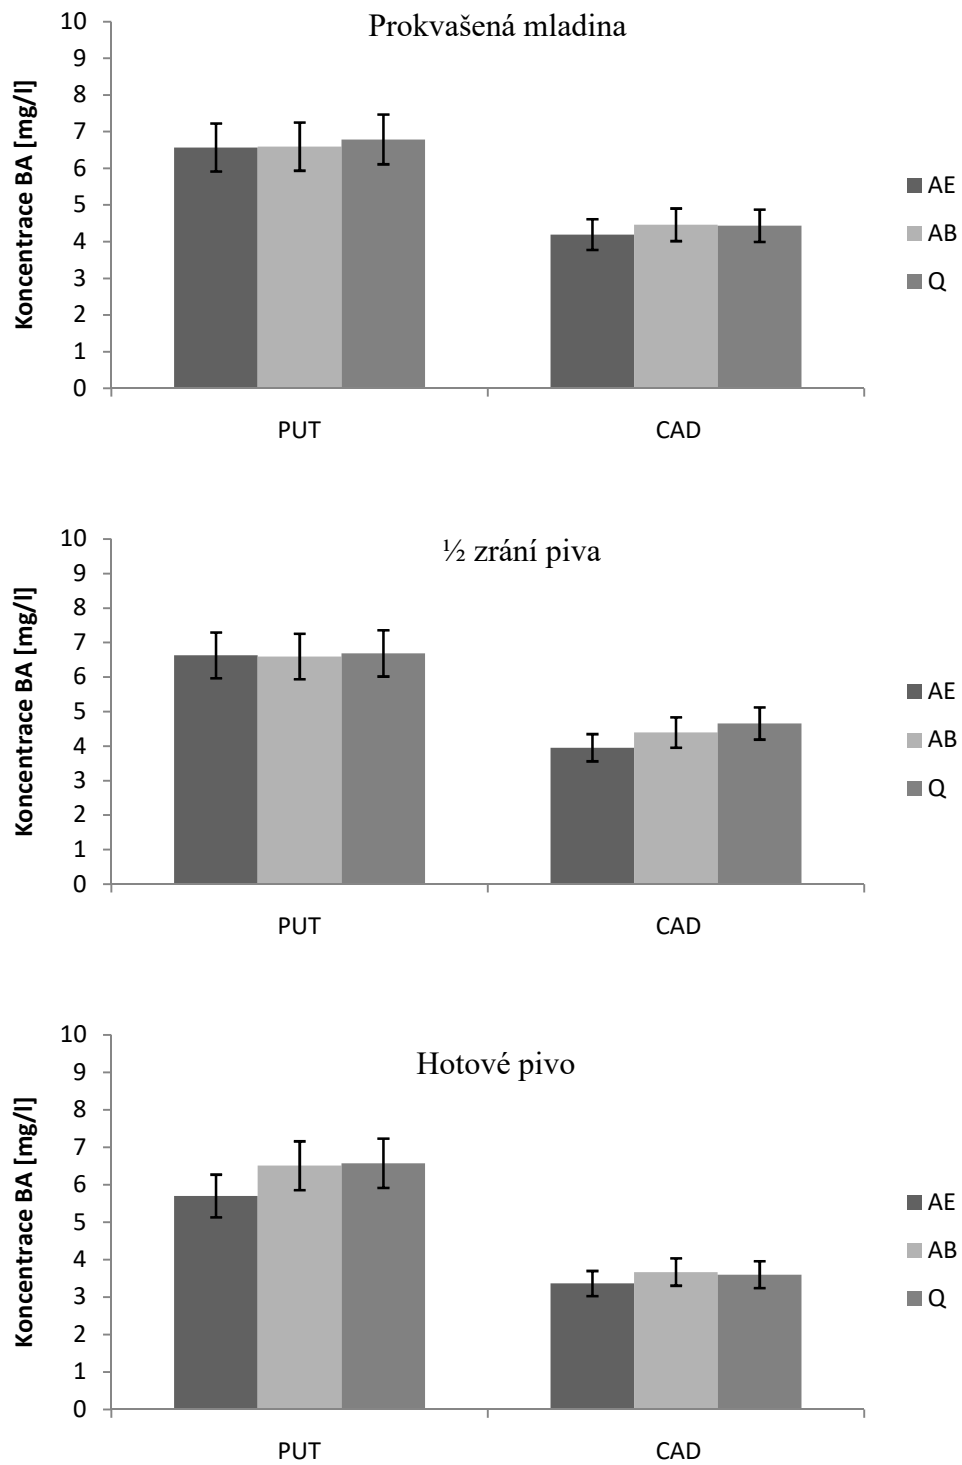 Prokvašená mladina
Koncentrace BA [mg/l]
10
9
8
7
6
5
4
3
2
1
0
PUT
CAD
AE
AB
Q
½ zrání piva
Koncentrace BA [mg/l]
10
9
8
7
6
5
4
3
2
1
0
PUT
CAD
AE
AB
Q
Hotové pivo
Koncentrace BA [mg/l]
10
9
8
7
6
5
4
3
2
1
0
PUT
CAD
AE
AB
Q